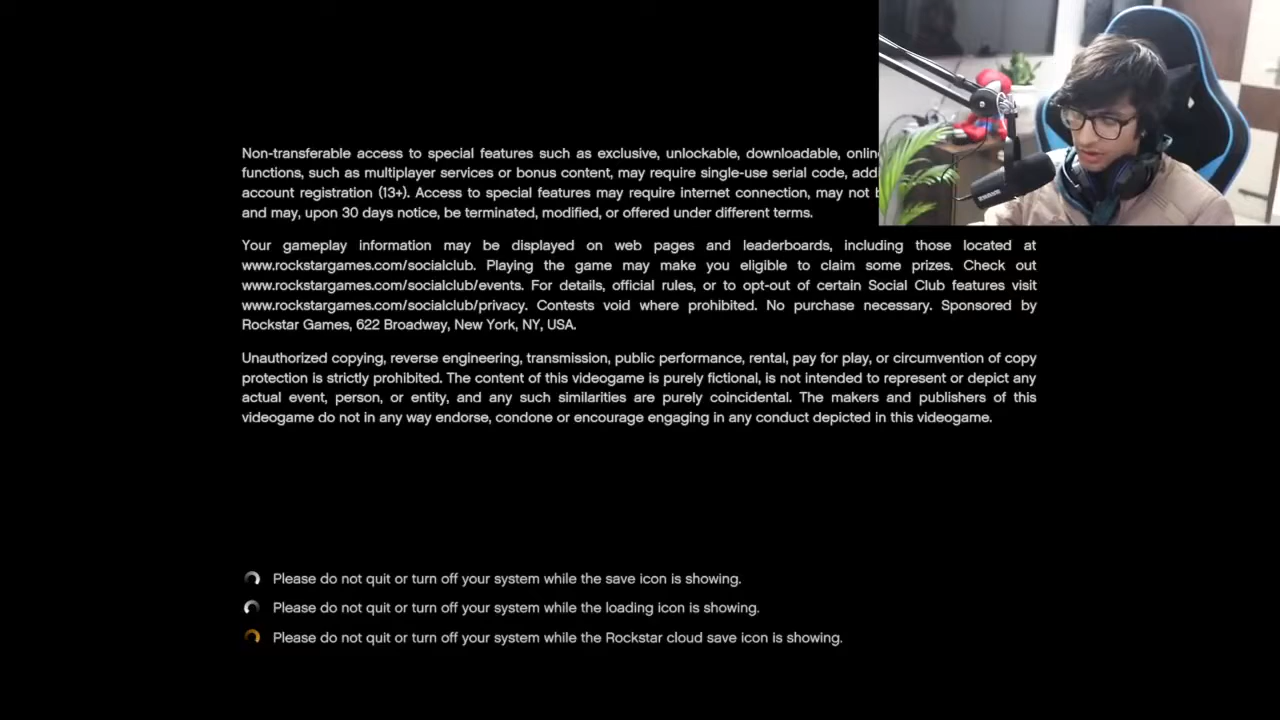 Non-transferable access to special features such as exclusive, unlockable, downloadable, onlin
functions, such as multiplayer services or bonus content, may require single-use serial code, addi
account registration (13+). Access to special features may require internet connection, may not b
and may, upon 30 days notice, be terminated, modified, or offered under different terms.
Your gameplay information may be displayed on web pages and leaderboards, including those located at
www.rockstargames.com/socialclub. Playing the game may make you eligible to claim some prizes. Check out
www.rockstargames.com/socialclub/events. For details, official rules, or to opt-out of certain Social Club features visit
www.rockstargames.com/socialclub/privacy. Contests void where prohibited. No purchase necessary. Sponsored by
Rockstar Games, 622 Broadway, New York, NY, USA.
Unauthorized copying, reverse engineering, transmission, public performance, rental, pay for play, or circumvention of copy
protection is strictly prohibited. The content of this videogame is purely fictional, is not intended to represent or depict any
actual event, person, or entity, and any such similarities are purely coincidental. The makers and publishers of this
videogame do not in any way endorse, condone or encourage engaging in any conduct depicted in this videogame.
Please do not quit or turn off your system while the save icon is showing.
Please do not quit or turn off your system while the loading icon is showing.
Please do not quit or turn off your system while the Rockstar cloud save icon is showing.